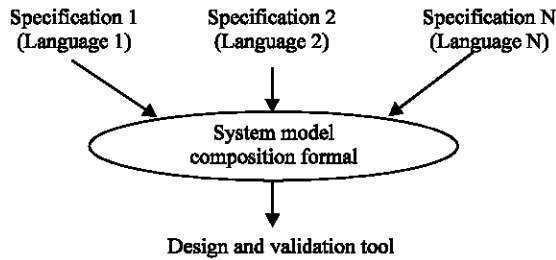 Specification 1
(Language 1)
Specification 2
(Language 2)
Specification N
(Language N)
System model
composition formal
Design and validation tool